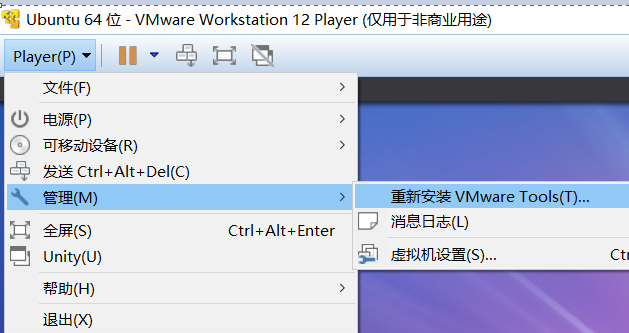 Ubuntu 64 位 - VMware Workstation 12 Player (仅用于非商业用途)
Player(P)
文件(F)
电源(P)
可移动设备(R)
发送 Ctrl+Alt+Del(C)
管理(M)
重新安装 VMware Tools(T)...
消息日志(L)
全屏(S) Ctrl+Alt+Enter
虚拟机设置(S)... Ctr
Unity(U)
帮助(H)
退出(X)